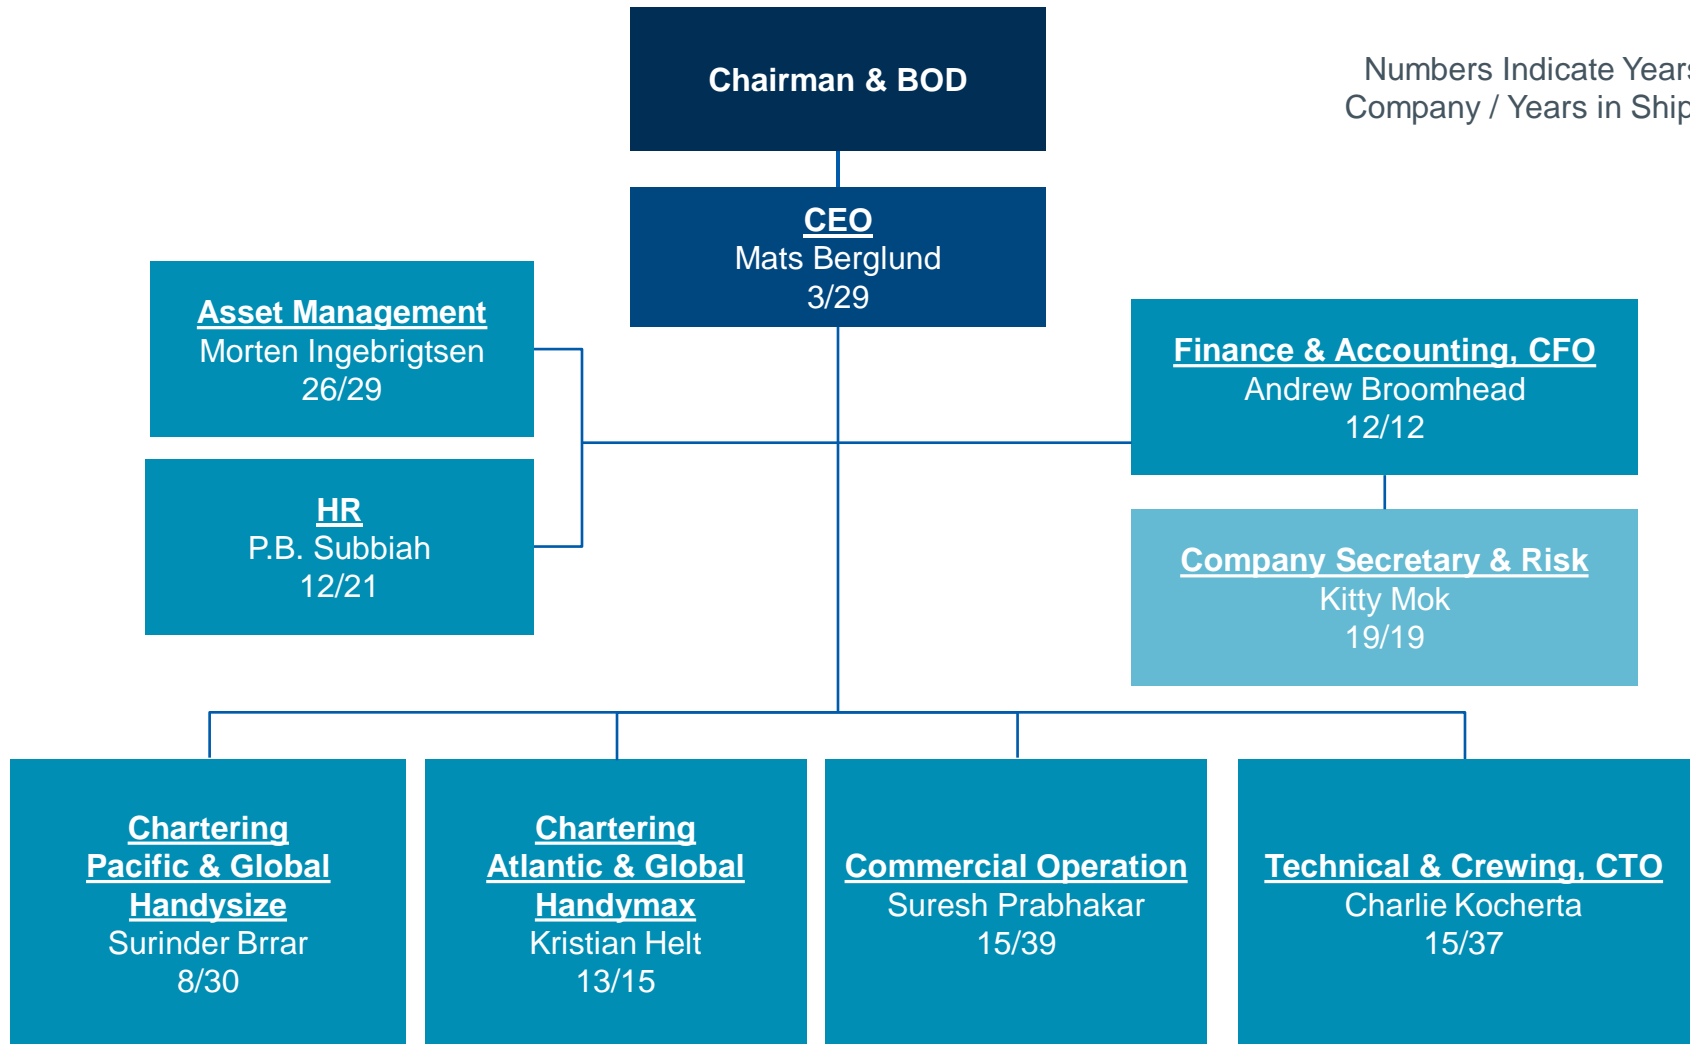 Chairman & BOD
Numbers Indicate Years
Company / Years in Ship
CEO
Mats Berglund
3/29
Asset Management
Morten Ingebrigtsen
26/29
Finance & Accounting, CFO
Andrew Broomhead
12/12
HR
P.B. Subbiah
12/21
Company Secretary & Risk
Kitty Mok
19/19
Chartering
Pacific & Global
Handysize
Surinder Brrar
8/30
Chartering
Atlantic & Global
Handymax
Kristian Helt
13/15
Commercial Operation
Suresh Prabhakar
15/39
Technical & Crewing, CTO
Charlie Kocherta
15/37